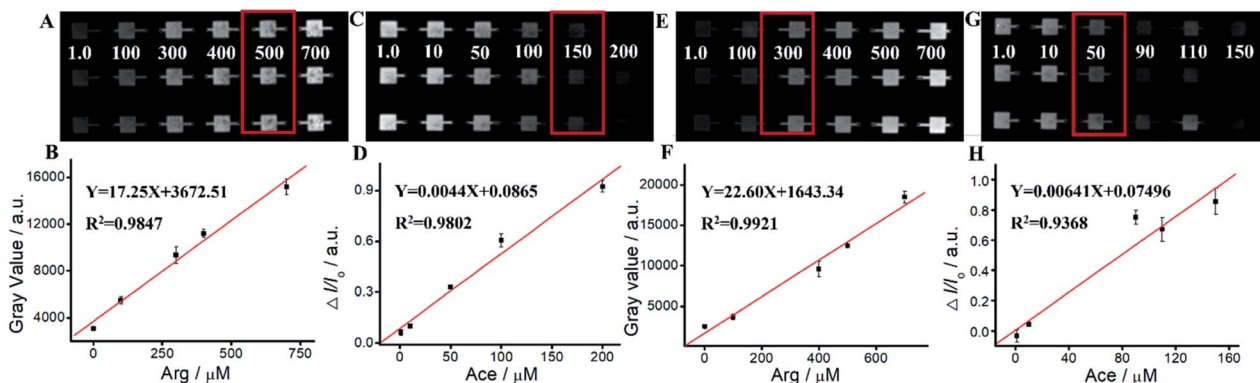 A
1.0 100 300 400 500 700
C
1.0 10 50 100 150 200
E
1.0 100 300 400 500 700
G
1.0 10 50 90 110 150
B
Y=17.25X+3672.51
R²=0.9847
Gray Value / a.u.
16000
12000
8000
4000
0 250 500 750
Arg / μM
D
Y=0.0044X+0.0865
R²=0.9802
△ I/Iₒ / a.u.
0.9
0.6
0.3
0.0
0 50 100 150 200
Ace / μM
F
Y=22.60X+1643.34
R²=0.9921
Gray value / a.u.
20000
15000
10000
5000
0 200 400 600
Arg / μM
H
Y=0.00641X+0.07496
R²=0.9368
△ I/Iₒ / a.u.
1.0
0.8
0.6
0.4
0.2
0.0
0 40 80 120 160
Ace / μM